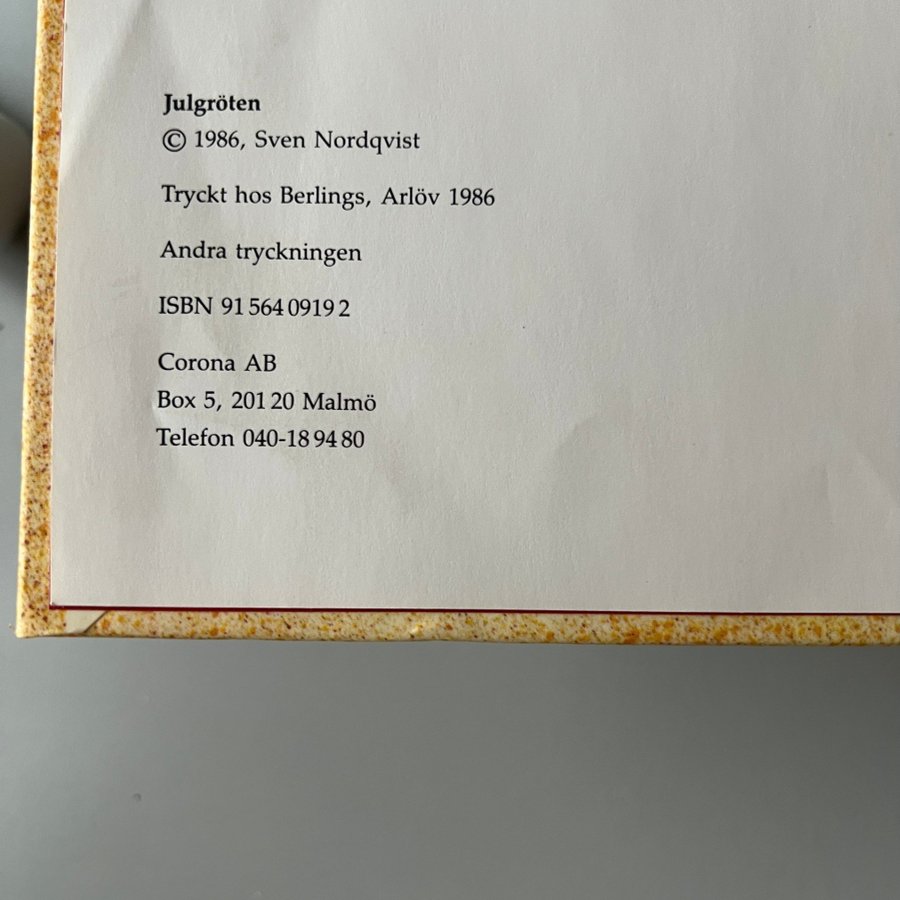 Julgröten
© 1986, Sven Nordqvist
Tryckt hos Berlings, Arlöv 1986
Andra tryckningen
ISBN 91 564 0919 2
Corona AB
Box 5, 201 20 Malmö
Telefon 040-18 94 80